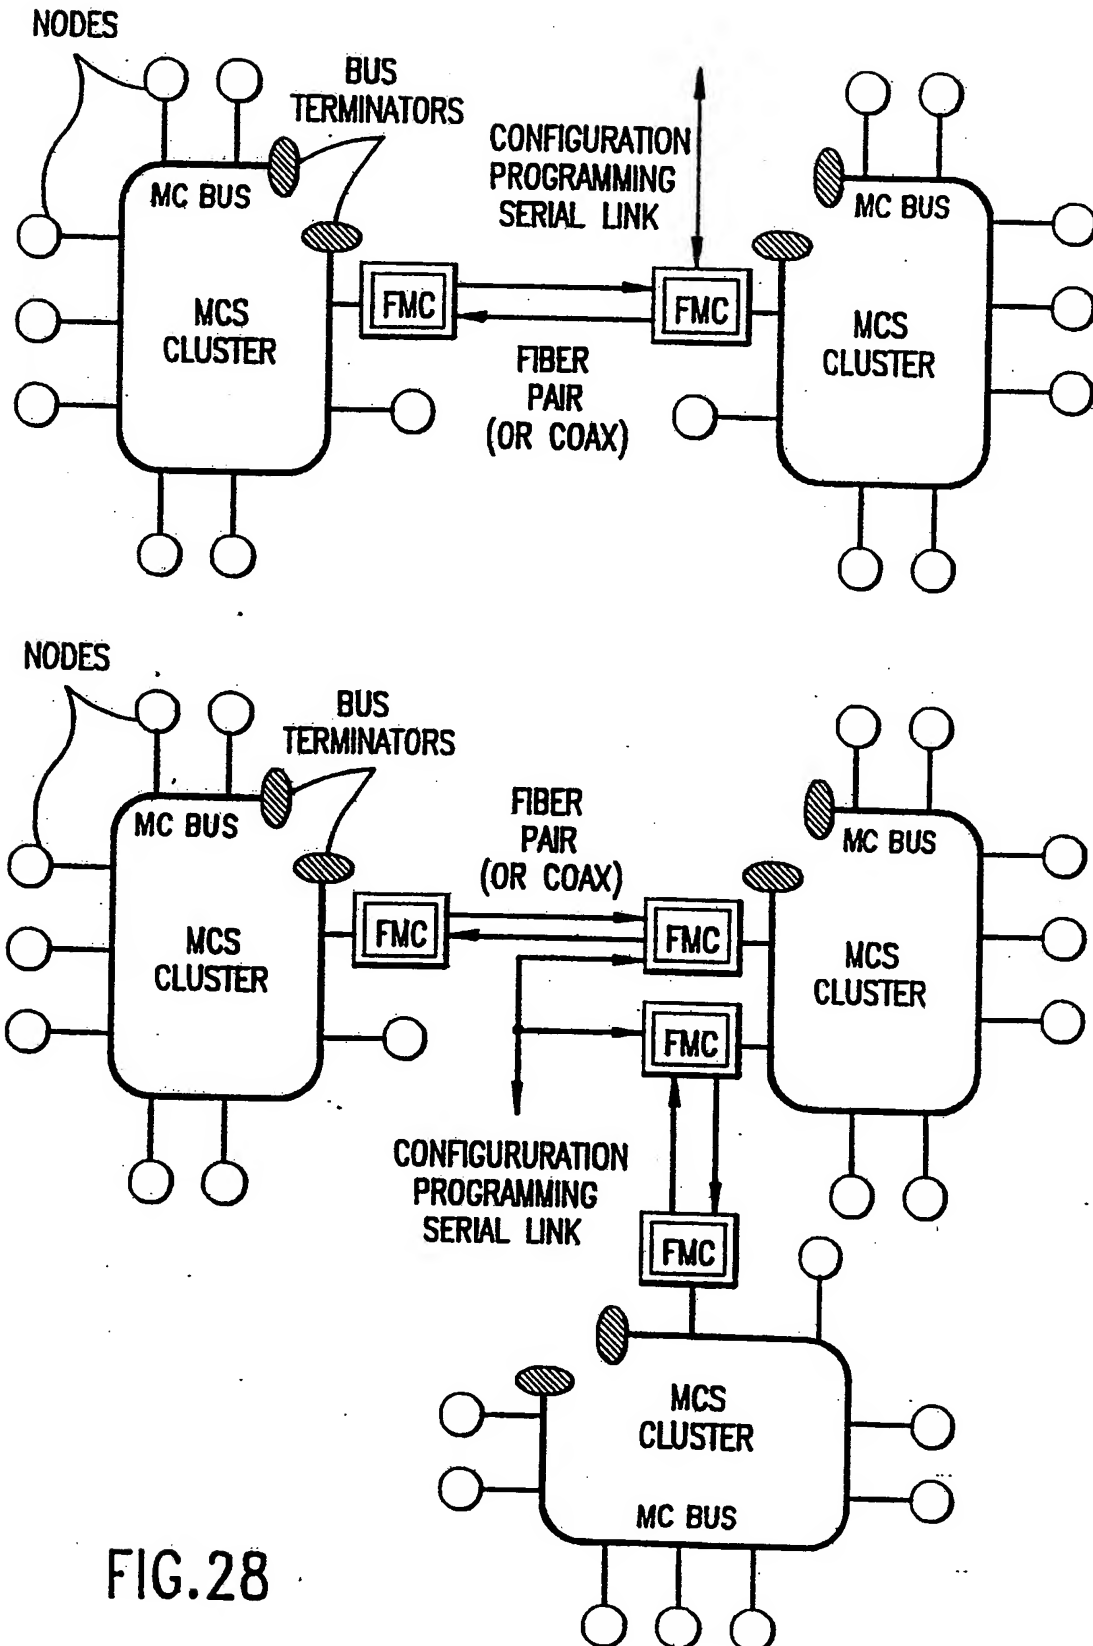 NODES
BUS
TERMINATORS
CONFIGURATION
PROGRAMMING
SERIAL LINK
MC BUS
MC BUS
FMC
FMC
MCS
CLUSTER
MCS
CLUSTER
FIBER
PAIR
(OR COAX)
NODES
BUS
TERMINATORS
FIBER
PAIR
(OR COAX)
MC BUS
MC BUS
FMC
FMC
MCS
CLUSTER
MCS
CLUSTER
FMC
CONFIGURURATION
PROGRAMMING
SERIAL LINK
FMC
MCS
CLUSTER
MC BUS
FIG.28